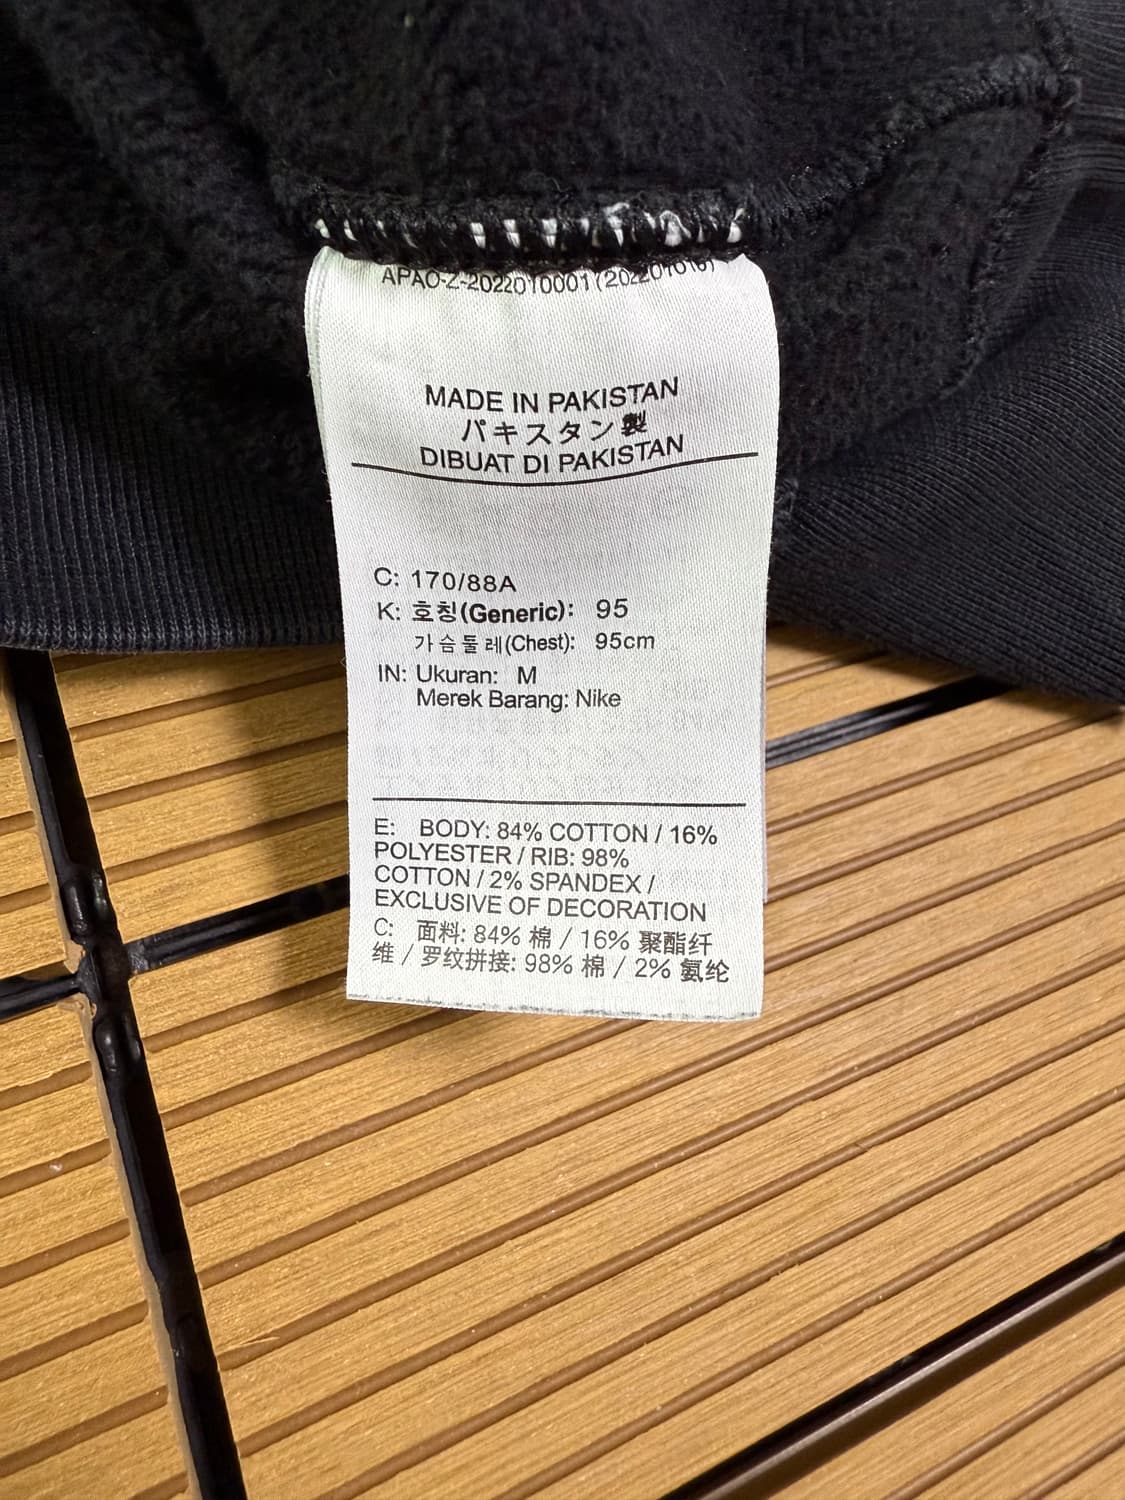 APAO-Z-2022010001(20220101G)
MADE IN PAKISTAN
パキスタン製
DIBUAT DI PAKISTAN
C: 170/88A
K: 호칭(Generic): 95
가슴둘레(Chest): 95cm
IN: Ukuran: M
Merek Barang: Nike
E: BODY: 84% COTTON / 16%
POLYESTER / RIB: 98%
COTTON / 2% SPANDEX /
EXCLUSIVE OF DECORATION
C: 面料: 84% 棉 / 16% 聚酯纤
维 / 罗纹拼接: 98% 棉 / 2% 氨纶